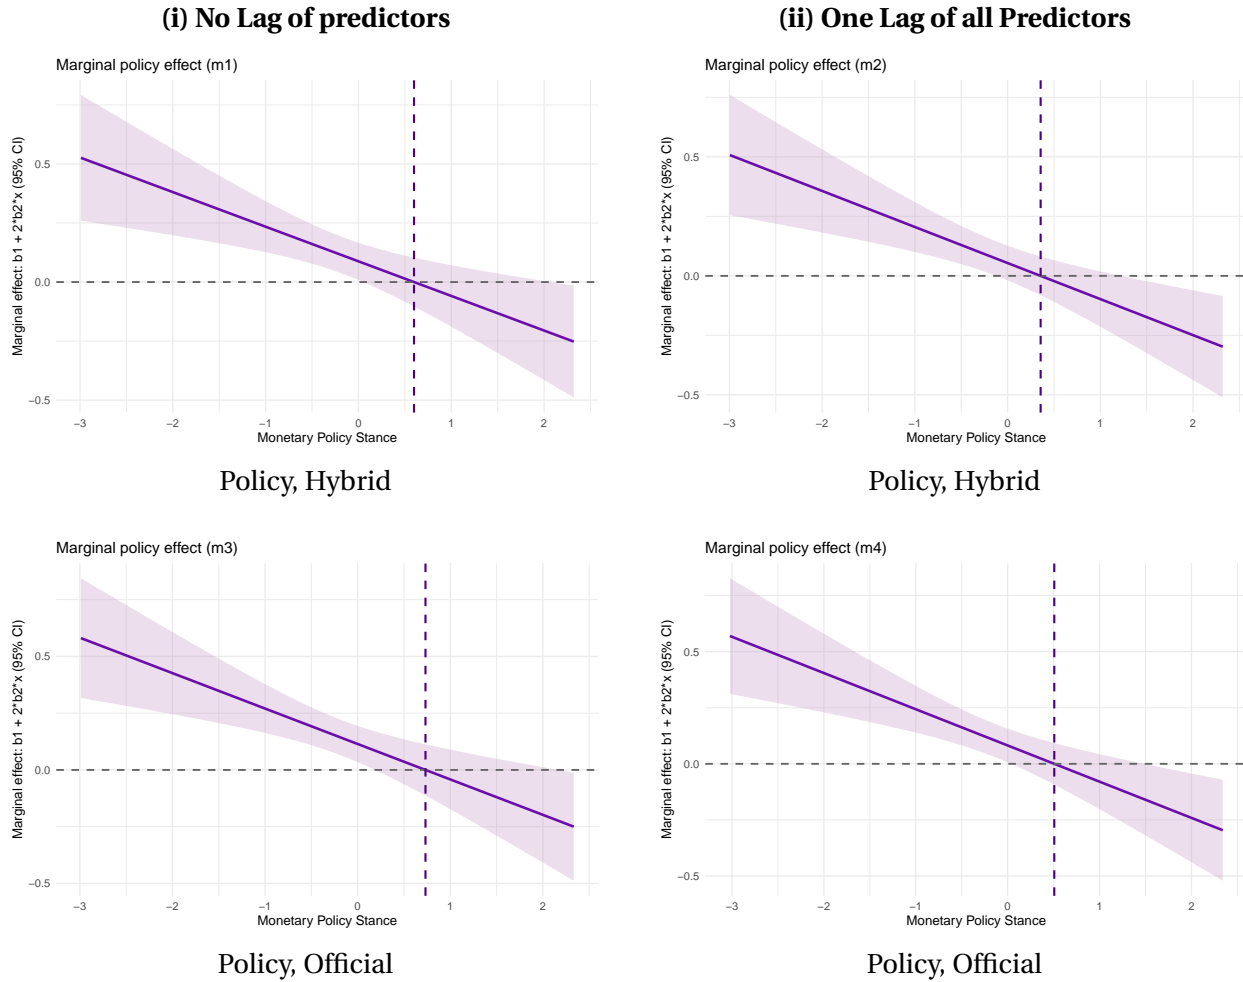 (i) No Lag of predictors
(ii) One Lag of all Predictors
Marginal policy effect (m1)
Marginal effect: b1 + 2*b2*x (95% CI)
0.5
0.0
−0.5
−3 −2 −1 0 1 2
Monetary Policy Stance
Policy, Hybrid
Marginal policy effect (m2)
Marginal effect: b1 + 2*b2*x (95% CI)
0.5
0.0
−0.5
−3 −2 −1 0 1 2
Monetary Policy Stance
Policy, Hybrid
Marginal policy effect (m3)
Marginal effect: b1 + 2*b2*x (95% CI)
0.5
0.0
−0.5
−3 −2 −1 0 1 2
Monetary Policy Stance
Policy, Official
Marginal policy effect (m4)
Marginal effect: b1 + 2*b2*x (95% CI)
0.5
0.0
−0.5
−3 −2 −1 0 1 2
Monetary Policy Stance
Policy, Official